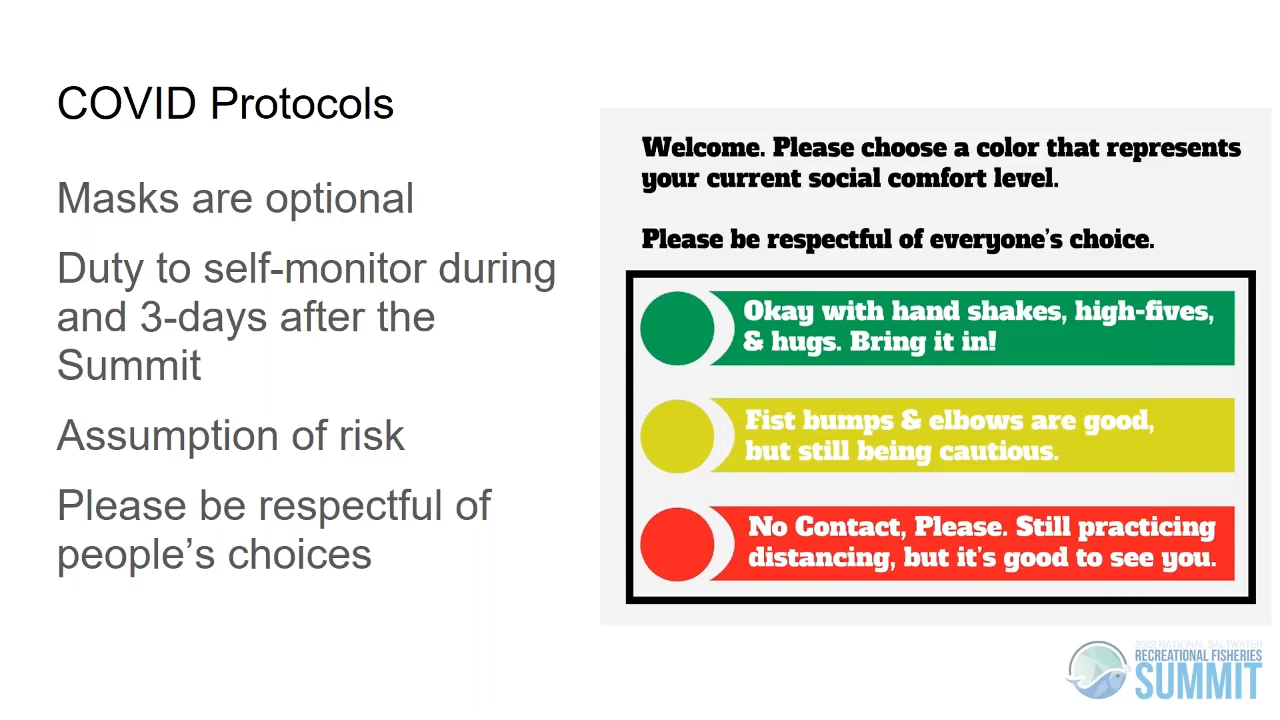 COVID Protocols
Masks are optional
Duty to self-monitor during
and 3-days after the
Summit
Assumption of risk
Please be respectful of
people’s choices
Welcome. Please choose a color that represents
your current social comfort level.
Please be respectful of everyone’s choice.
Okay with hand shakes, high-fives,
& hugs. Bring it in!
Fist bumps & elbows are good,
but still being cautious.
No Contact, Please. Still practicing
distancing, but it’s good to see you.
2022 NATIONAL SALTWATER
RECREATIONAL FISHERIES
SUMMIT